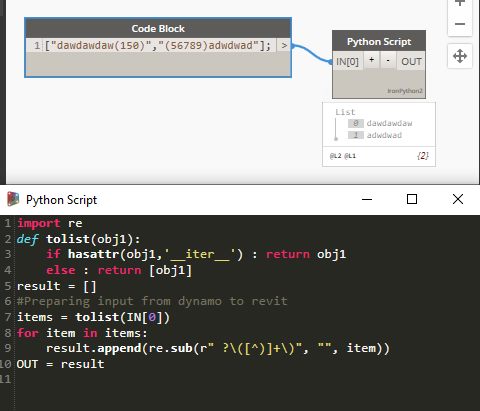 Code Block
1 ["dawdawdaw(150)","(56789)adwdwad"]; >
Python Script
IN[0] + - OUT
IronPython2
List
0 dawdawdaw
1 adwdwad
@L2 @L1 {2}
Python Script
1 import re
2 def tolist(obj1):
3 if hasattr(obj1,'__iter__') : return obj1
4 else : return [obj1]
5 result = []
6 #Preparing input from dynamo to revit
7 items = tolist(IN[0])
8 for item in items:
9 result.append(re.sub(r" ?\([^)]+\)", "", item))
10 OUT = result
11